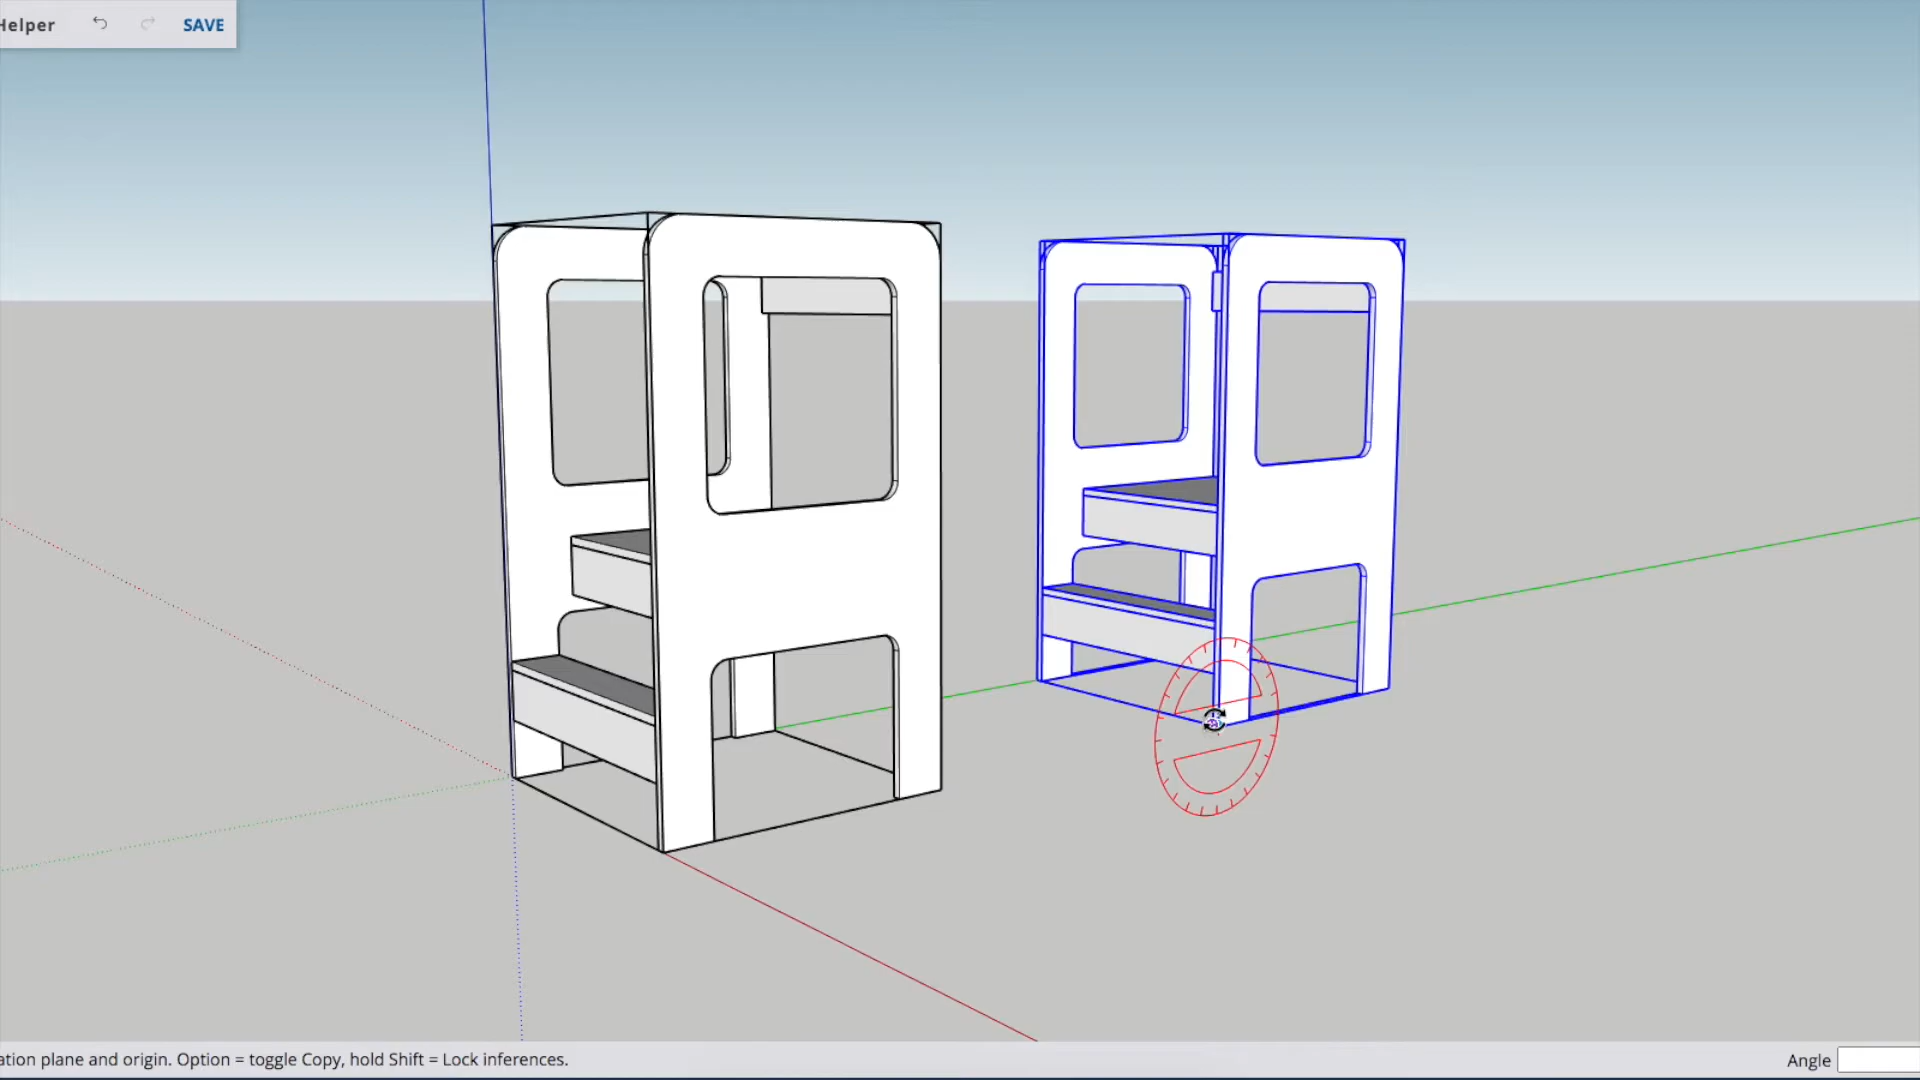 Helper SAVE
ation plane and origin. Option = toggle Copy, hold Shift = Lock inferences.
Angle